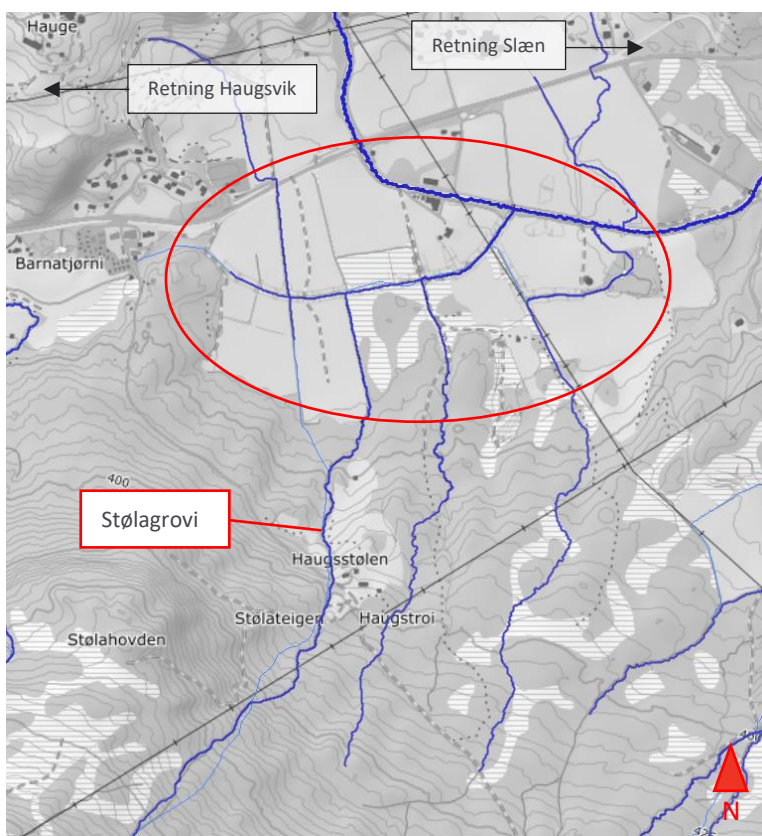 Hauge
Retning Slæn
Retning Haugsvik
Barnatjørni
400
Stølagrovi
Haugsstølen
Stølateigen
Haugstroi
Stølahovden
N